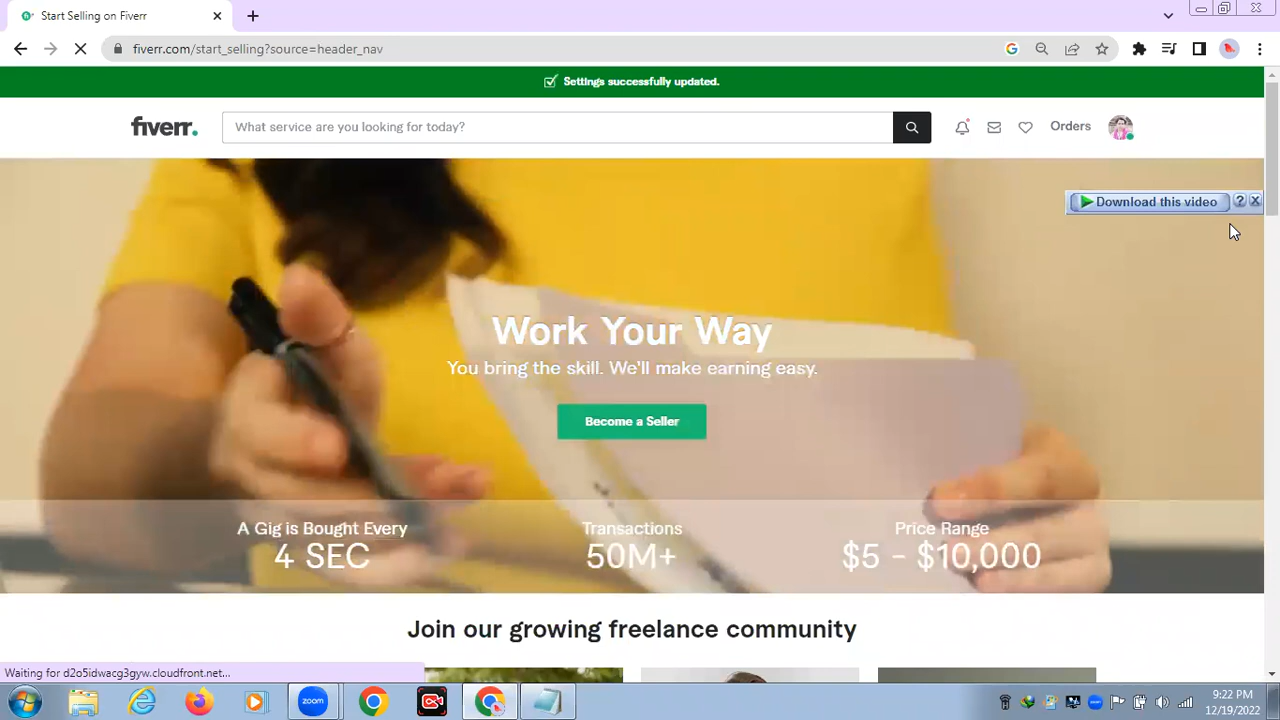 Start Selling on Fiverr
fiverr.com/start_selling?source=header_nav
Settings successfully updated.
fiverr.
What service are you looking for today?
Orders
Download this video
?
Work Your Way
You bring the skill. We'll make earning easy.
Become a Seller
A Gig is Bought Every
4 SEC
Transactions
50M+
Price Range
$5 - $10,000
Join our growing freelance community
Waiting for d2o5idwacg3gyw.cloudfront.net...
zoom
9:22 PM
12/19/2022